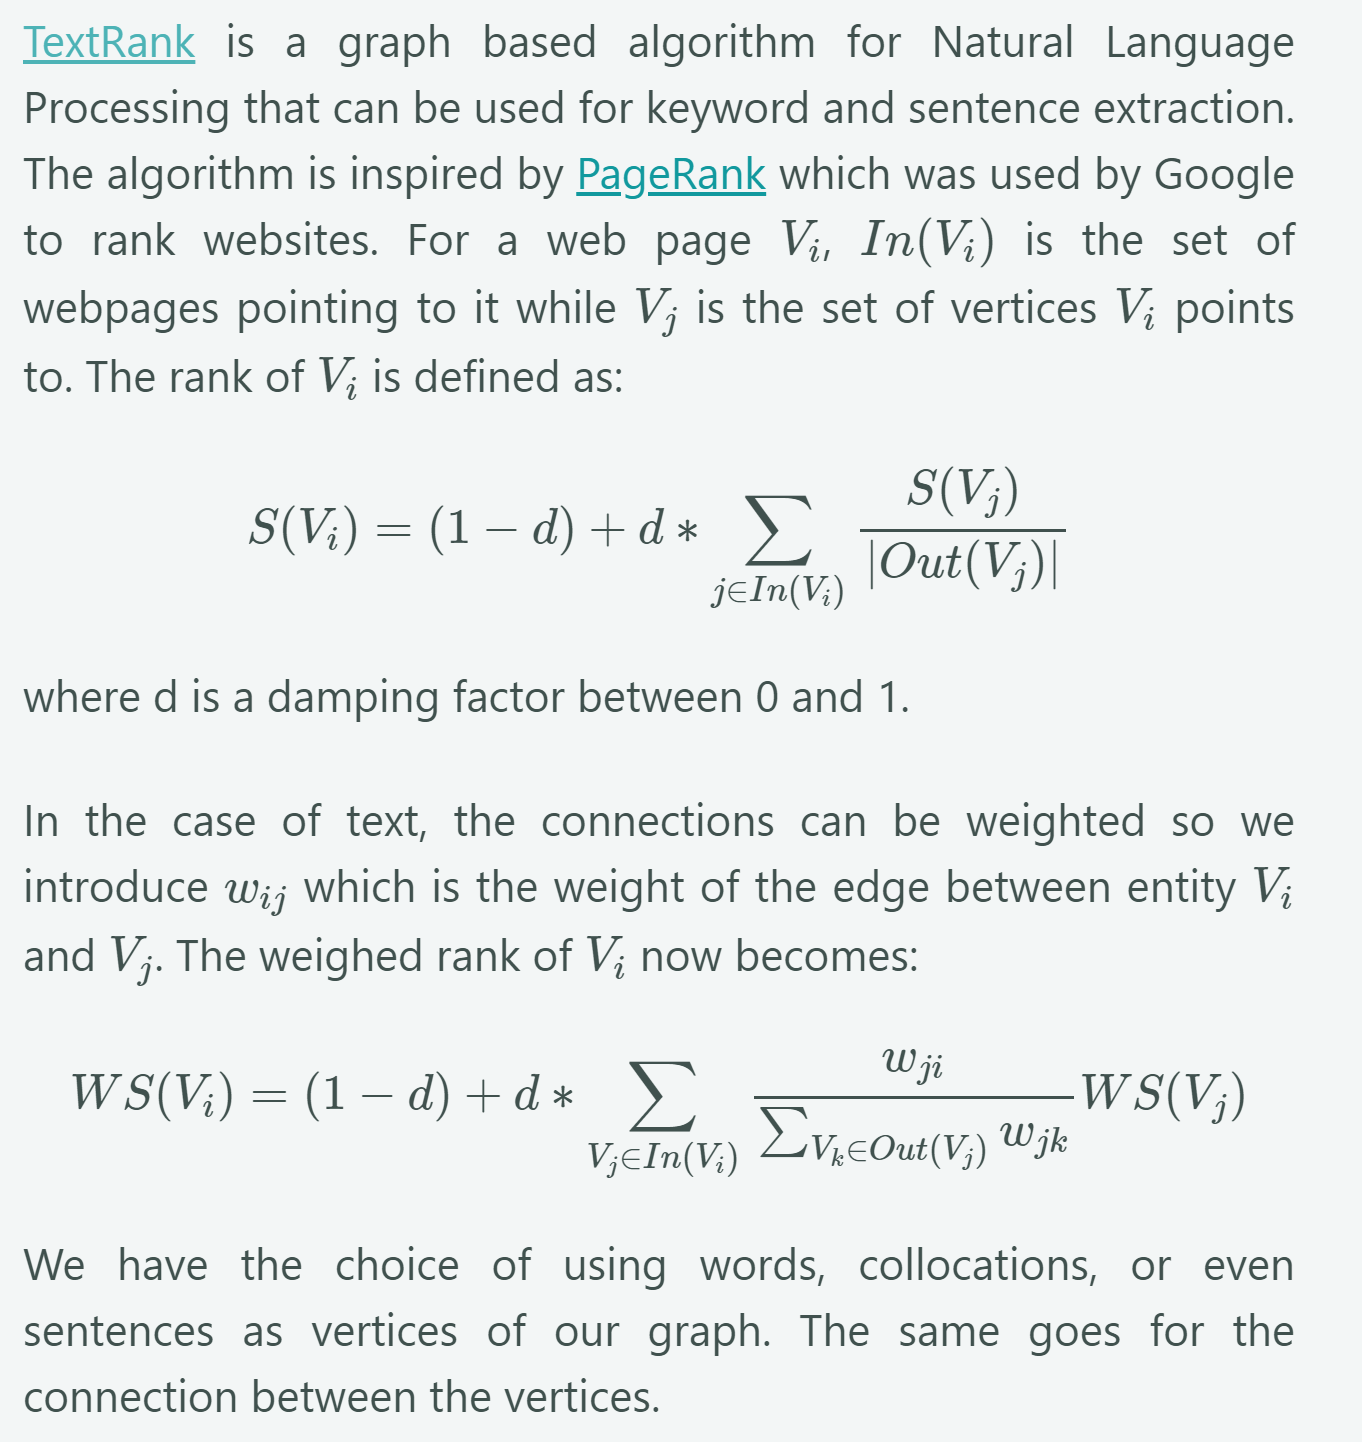 TextRank is a graph based algorithm for Natural Language
Processing that can be used for keyword and sentence extraction.
The algorithm is inspired by PageRank which was used by Google
to rank websites. For a web page $V_i$, $In(V_i)$ is the set of
webpages pointing to it while $V_j$ is the set of vertices $V_i$ points
to. The rank of $V_i$ is defined as:
$S(V_i) = (1 - d) + d * \sum_{j \in In(V_i)} \frac{S(V_j)}{|Out(V_j)|}$
where d is a damping factor between 0 and 1.
In the case of text, the connections can be weighted so we
introduce $w_{ij}$ which is the weight of the edge between entity $V_i$
and $V_j$. The weighed rank of $V_i$ now becomes:
$WS(V_i) = (1 - d) + d * \sum_{V_j \in In(V_i)} \frac{w_{ji}}{\sum_{V_k \in Out(V_j)} w_{jk}} WS(V_j)$
We have the choice of using words, collocations, or even
sentences as vertices of our graph. The same goes for the
connection between the vertices.